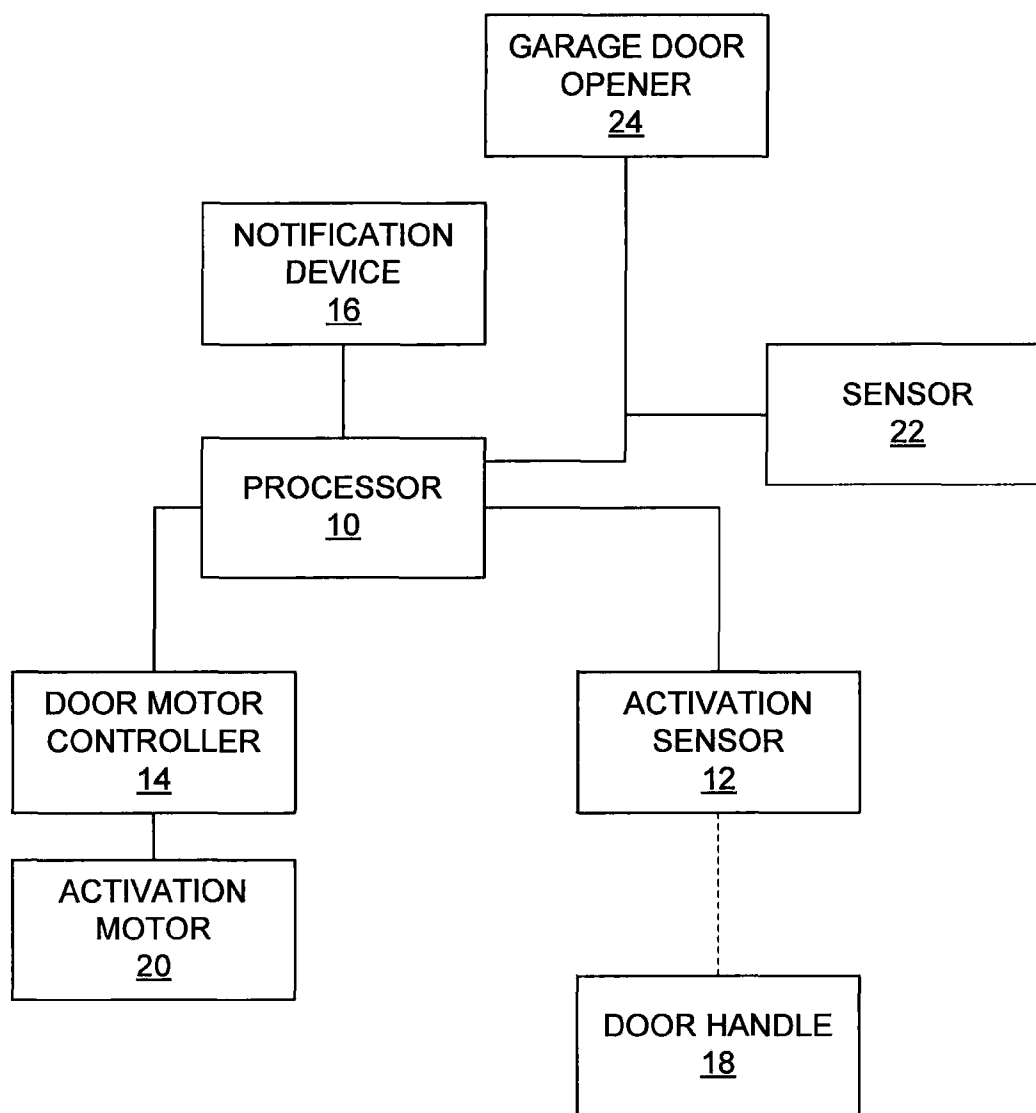 GARAGE DOOR
OPENER
24
NOTIFICATION
DEVICE
16
SENSOR
22
PROCESSOR
10
DOOR MOTOR
CONTROLLER
14
ACTIVATION
SENSOR
12
ACTIVATION
MOTOR
20
DOOR HANDLE
18